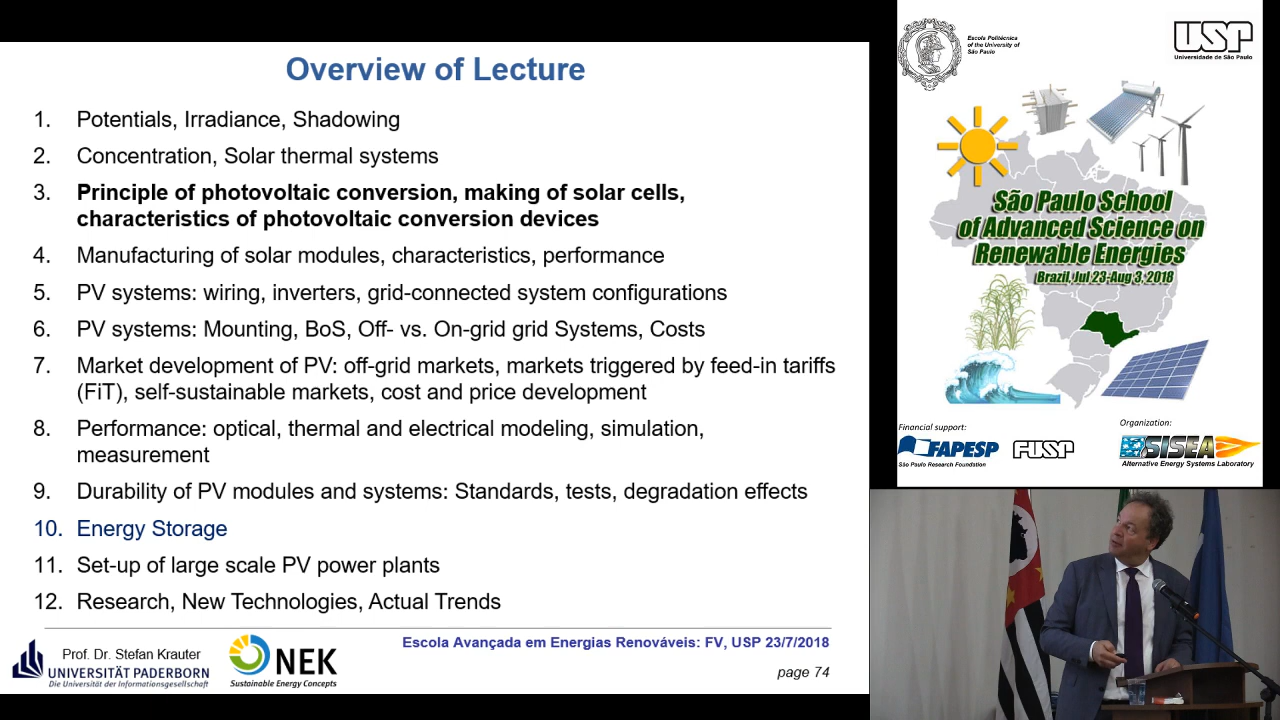 Overview of Lecture
1. Potentials, Irradiance, Shadowing
2. Concentration, Solar thermal systems
3. Principle of photovoltaic conversion, making of solar cells,
characteristics of photovoltaic conversion devices
4. Manufacturing of solar modules, characteristics, performance
5. PV systems: wiring, inverters, grid-connected system configurations
6. PV systems: Mounting, BoS, Off- vs. On-grid grid Systems, Costs
7. Market development of PV: off-grid markets, markets triggered by feed-in tariffs
(FiT), self-sustainable markets, cost and price development
8. Performance: optical, thermal and electrical modeling, simulation,
measurement
9. Durability of PV modules and systems: Standards, tests, degradation effects
10. Energy Storage
11. Set-up of large scale PV power plants
12. Research, New Technologies, Actual Trends
Prof. Dr. Stefan Krauter
UNIVERSITÄT PADERBORN
Die Universität der Informationsgesellschaft
NEK
Sustainable Energy Concepts
Escola Avançada em Energias Renováveis: FV, USP 23/7/2018
page 74
Escola Politécnica
of the University of
São Paulo
USP
Universidade de São Paulo
São Paulo School
of Advanced Science on
Renewable Energies
Brazil, Jul 23-Aug 3, 2018
Financial support:
FAPESP
São Paulo Research Foundation
FUSP
Organization:
SISEA
Alternative Energy Systems Laboratory